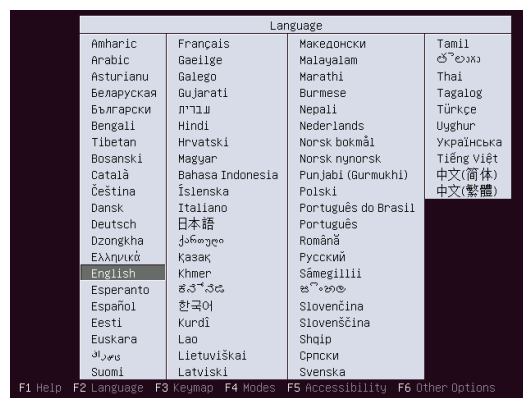 Language
Amharic
Arabic
Asturianu
Беларуская
Български
Bengali
Tibetan
Bosanski
Català
Čeština
Dansk
Deutsch
Dzongkha
Ελληνικά
English
Esperanto
Español
Eesti
Euskara
فارسی
Suomi
Français
Gaeilge
Galego
Gujarati
עברית
Hindi
Hrvatski
Magyar
Bahasa Indonesia
Íslenska
Italiano
日本語
ქართული
Қазақ
Khmer
ಕನ್ನಡ
한국어
Kurdî
Lao
Lietuviškai
Latviski
Македонски
Malayalam
Marathi
Burmese
Nepali
Nederlands
Norsk bokmål
Norsk nynorsk
Punjabi (Gurmukhi)
Polski
Português do Brasil
Português
Română
Русский
Sámegillii
සිංහල
Slovenčina
Slovenščina
Shqip
Српски
Svenska
Tamil
తెలుగు
Thai
Tagalog
Türkçe
Uyghur
Українська
Tiếng Việt
中文(简体)
中文(繁體)
F1 Help F2 Language F3 Keymap F4 Modes F5 Accessibility F6 Other Options